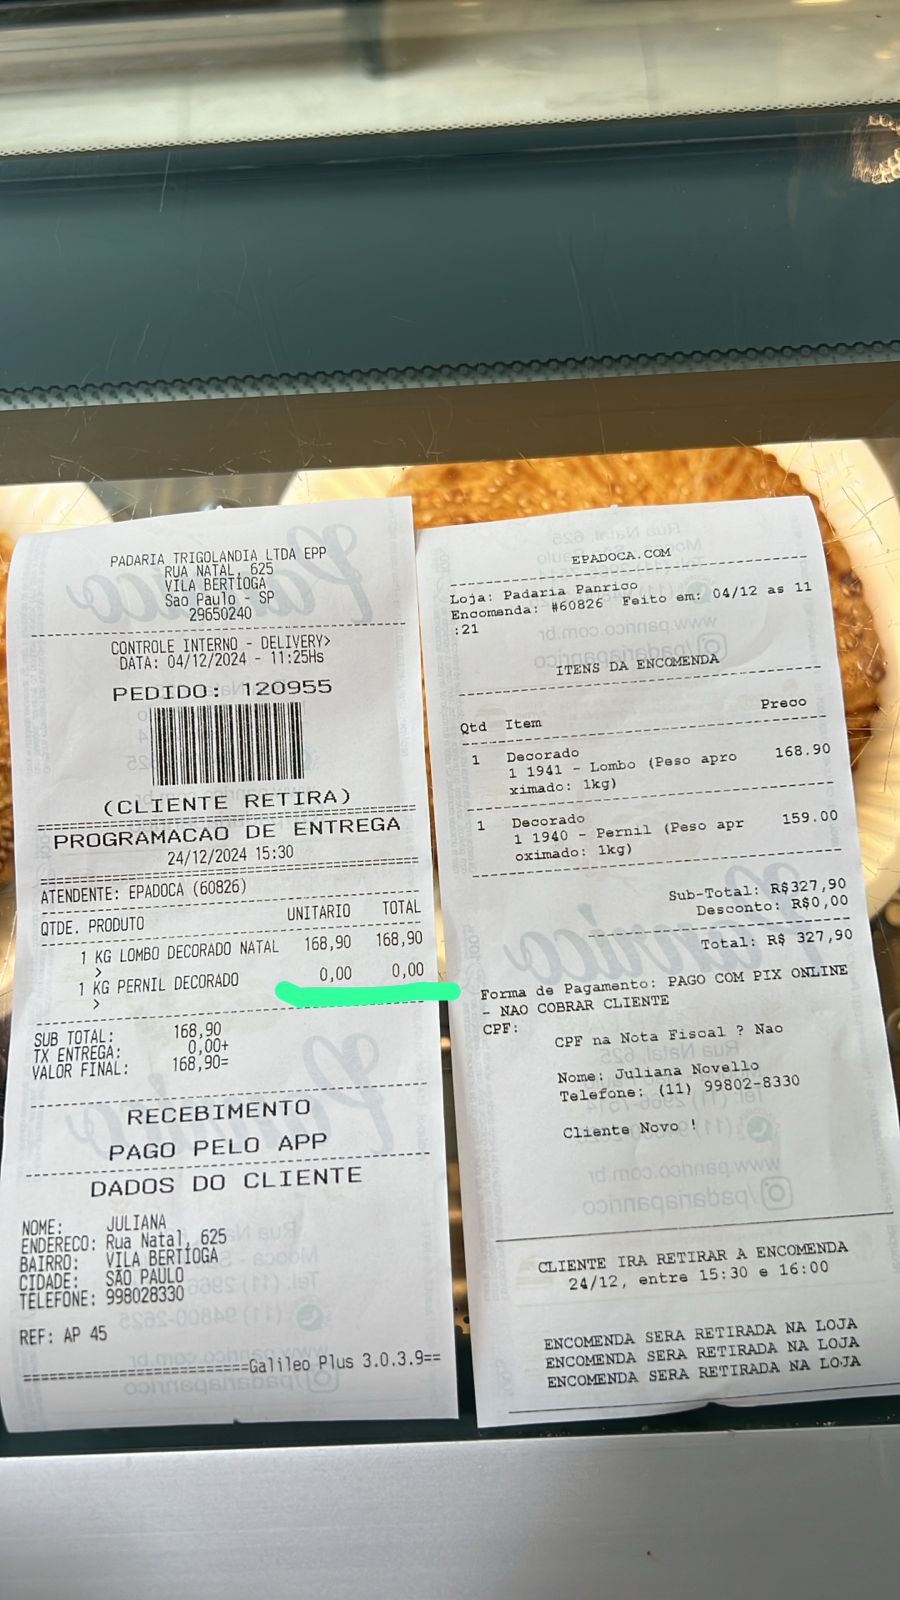 PADARIA TRIGOLANDIA LTDA EPP
RUA NATAL, 625
VILA BERTIOGA
Sao Paulo - SP
29650240
CONTROLE INTERNO - DELIVERY>
DATA: 04/12/2024 - 11:25Hs
PEDIDO: 120955
(CLIENTE RETIRA)
PROGRAMACAO DE ENTREGA
24/12/2024 15:30
ATENDENTE: EPADOCA (60826)
QTDE. PRODUTO UNITARIO TOTAL
1 KG LOMBO DECORADO NATAL 168,90 168,90
>
1 KG PERNIL DECORADO 0,00 0,00
>
SUB TOTAL: 168,90
TX ENTREGA: 0,00+
VALOR FINAL: 168,90=
RECEBIMENTO
PAGO PELO APP
DADOS DO CLIENTE
NOME: JULIANA
ENDERECO: Rua Natal, 625
BAIRRO: VILA BERTIOGA
CIDADE: SÃO PAULO
TELEFONE: 998028330
REF: AP 45
=======================Galileo Plus 3.0.3.9==
EPADOCA.COM
Loja: Padaria Panrico
Encomenda: #60826 Feito em: 04/12 as 11
:21
ITENS DA ENCOMENDA
Qtd Item Preco
1 Decorado 168.90
1 1941 - Lombo (Peso apro
ximado: 1kg)
1 Decorado 159.00
1 1940 - Pernil (Peso apr
oximado: 1kg)
Sub-Total: R$327,90
Desconto: R$0,00
Total: R$ 327,90
Forma de Pagamento: PAGO COM PIX ONLINE
- NAO COBRAR CLIENTE
CPF:
CPF na Nota Fiscal ? Nao
Nome: Juliana Novello
Telefone: (11) 99802-8330
Cliente Novo !
CLIENTE IRA RETIRAR A ENCOMENDA
24/12, entre 15:30 e 16:00
ENCOMENDA SERA RETIRADA NA LOJA
ENCOMENDA SERA RETIRADA NA LOJA
ENCOMENDA SERA RETIRADA NA LOJA